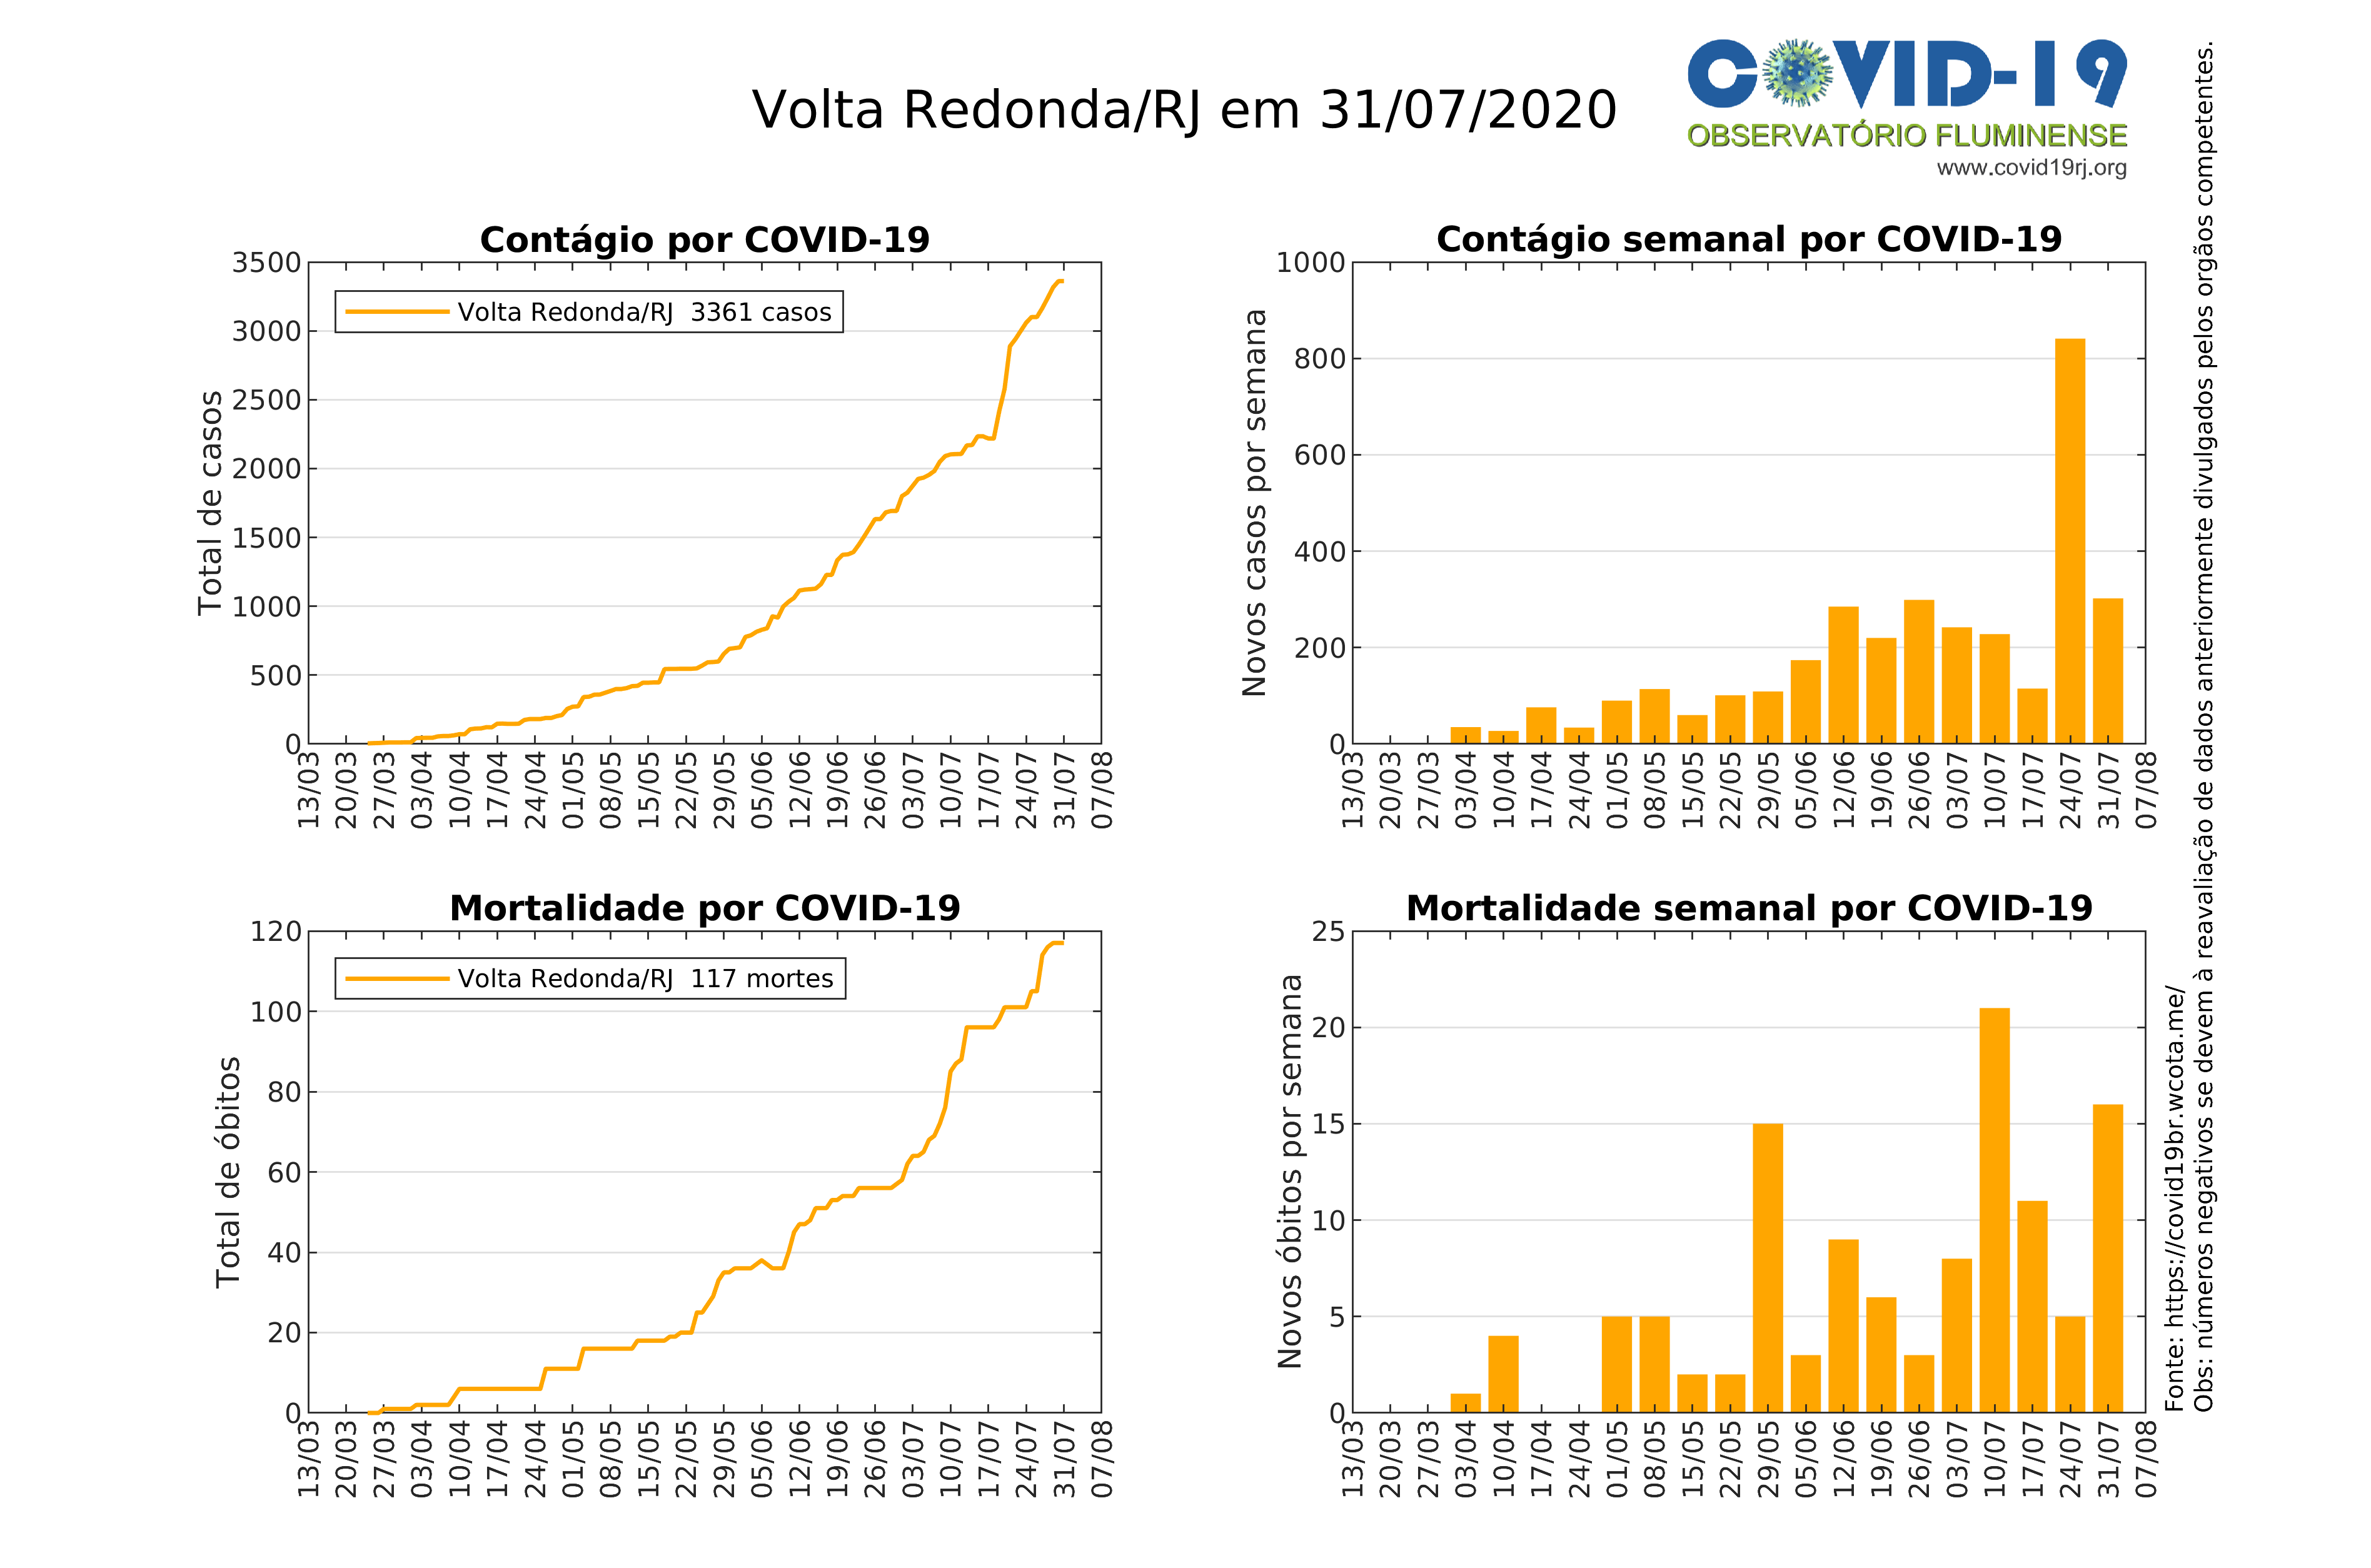 Volta Redonda/RJ em 31/07/2020
COVID-19
OBSERVATÓRIO FLUMINENSE
www.covid19rj.org
Contágio por COVID-19
Total de casos
3500
3000
2500
2000
1500
1000
500
0
Volta Redonda/RJ 3361 casos
13/03 20/03 27/03 03/04 10/04 17/04 24/04 01/05 08/05 15/05 22/05 29/05 05/06 12/06 19/06 26/06 03/07 10/07 17/07 24/07 31/07 07/08
Contágio semanal por COVID-19
Novos casos por semana
1000
800
600
400
200
0
13/03 20/03 27/03 03/04 10/04 17/04 24/04 01/05 08/05 15/05 22/05 29/05 05/06 12/06 19/06 26/06 03/07 10/07 17/07 24/07 31/07 07/08
Mortalidade por COVID-19
Total de óbitos
120
100
80
60
40
20
0
Volta Redonda/RJ 117 mortes
13/03 20/03 27/03 03/04 10/04 17/04 24/04 01/05 08/05 15/05 22/05 29/05 05/06 12/06 19/06 26/06 03/07 10/07 17/07 24/07 31/07 07/08
Mortalidade semanal por COVID-19
Novos óbitos por semana
25
20
15
10
5
0
13/03 20/03 27/03 03/04 10/04 17/04 24/04 01/05 08/05 15/05 22/05 29/05 05/06 12/06 19/06 26/06 03/07 10/07 17/07 24/07 31/07 07/08
Fonte: https://covid19br.wcota.me/
Obs: números negativos se devem à reavaliação de dados anteriormente divulgados pelos orgãos competentes.